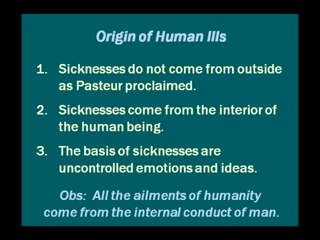 Origin of Human Ills
1. Sicknesses do not come from outside
as Pasteur proclaimed.
2. Sicknesses come from the interior of
the human being.
3. The basis of sicknesses are
uncontrolled emotions and ideas.
Obs: All the ailments of humanity
come from the internal conduct of man.